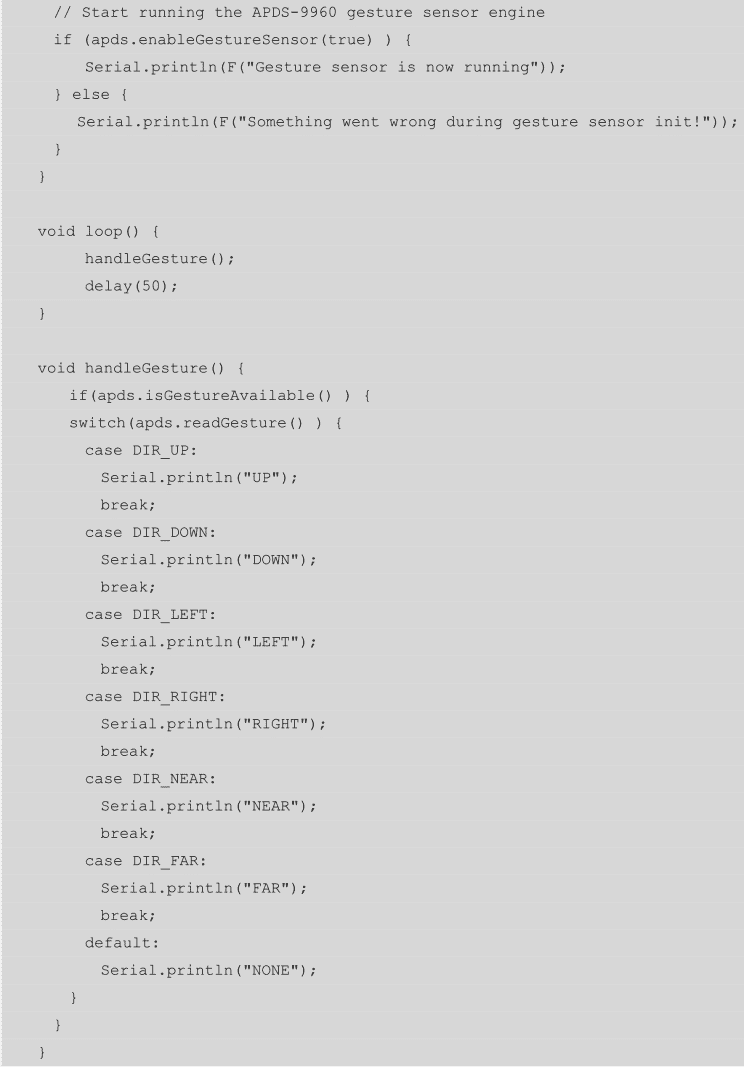 // Start running the APDS-9960 gesture sensor engine
if (apds.enableGestureSensor(true) ) {
Serial.println(F("Gesture sensor is now running"));
} else {
Serial.println(F("Something went wrong during gesture sensor init!"));
}
}
void loop() {
handleGesture();
delay(50);
}
void handleGesture() {
if(apds.isGestureAvailable() ) {
switch(apds.readGesture() ) {
case DIR_UP:
Serial.println("UP");
break;
case DIR_DOWN:
Serial.println("DOWN");
break;
case DIR_LEFT:
Serial.println("LEFT");
break;
case DIR_RIGHT:
Serial.println("RIGHT");
break;
case DIR_NEAR:
Serial.println("NEAR");
break;
case DIR_FAR:
Serial.println("FAR");
break;
default:
Serial.println("NONE");
}
}
}